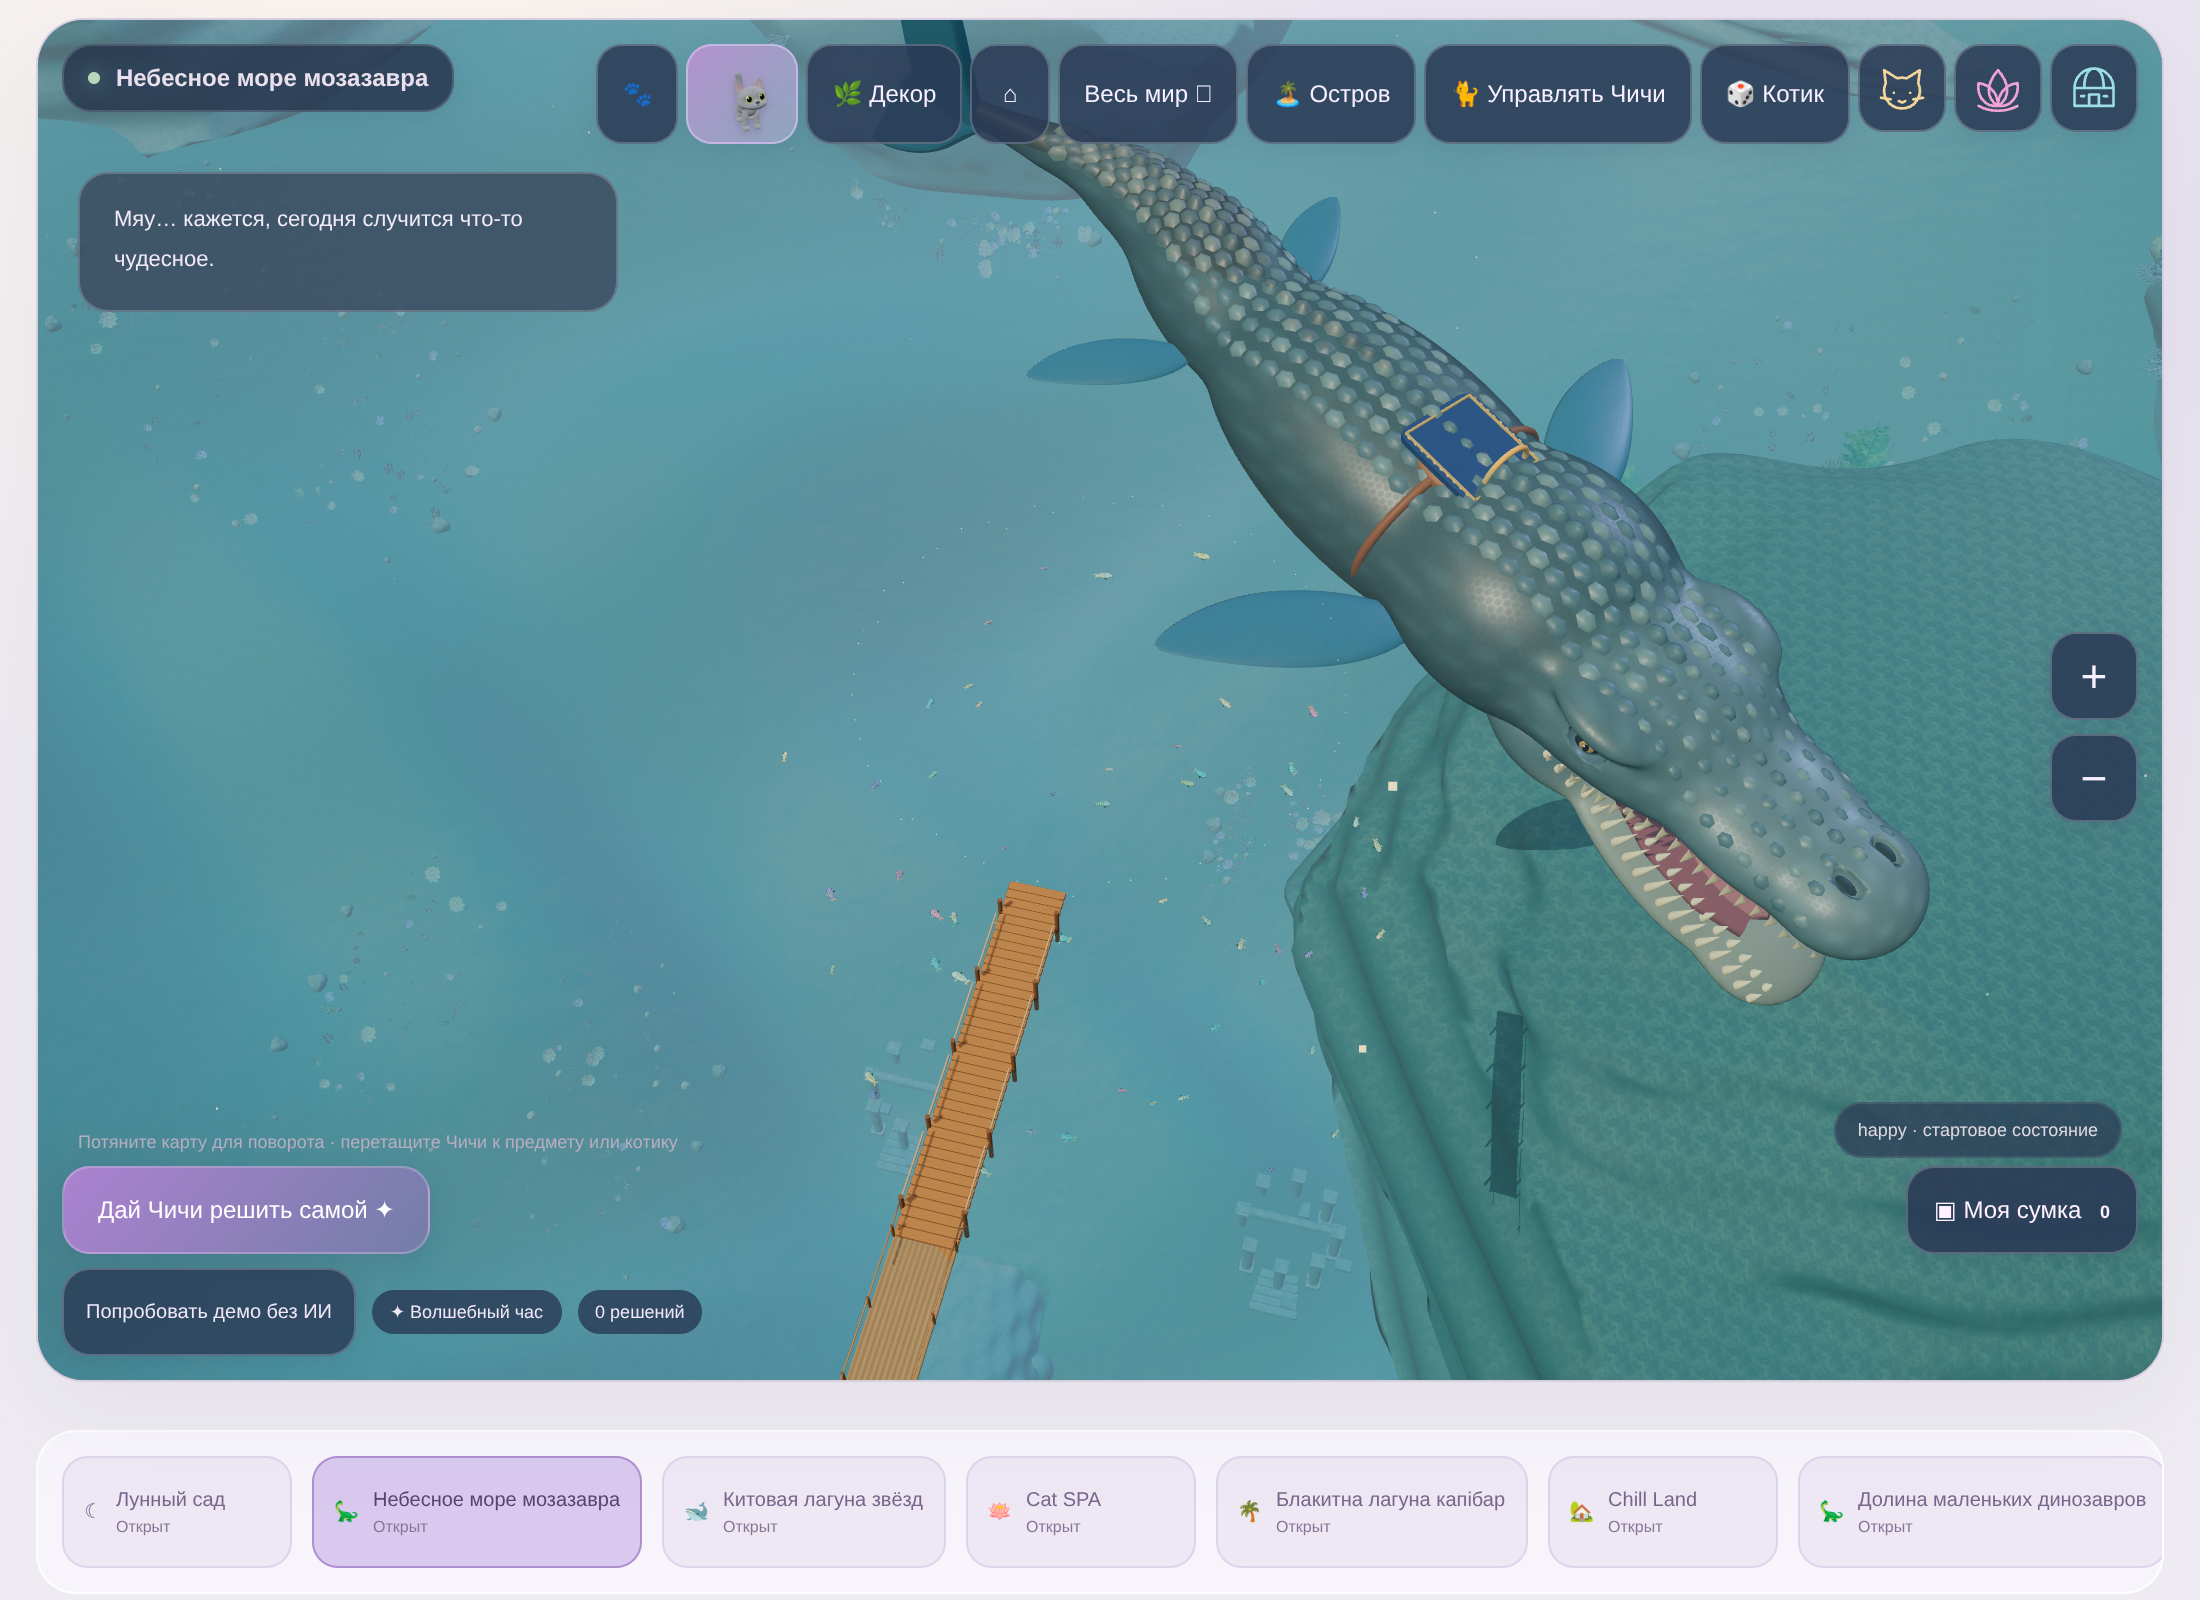 Небесное море мозазавра
Декор
Весь мир
Остров
Управлять Чичи
Котик
Мяу… кажется, сегодня случится что-то
чудесное.
+
−
Потяните карту для поворота · перетащите Чичи к предмету или котику
happy · стартовое состояние
Дай Чичи решить самой ✦
Моя сумка 0
Попробовать демо без ИИ
✦ Волшебный час
0 решений
Лунный сад
Открыт
Небесное море мозазавра
Открыт
Китовая лагуна звёзд
Открыт
Cat SPA
Открыт
Блакитна лагуна капібар
Открыт
Chill Land
Открыт
Долина маленьких динозавров
Открыт